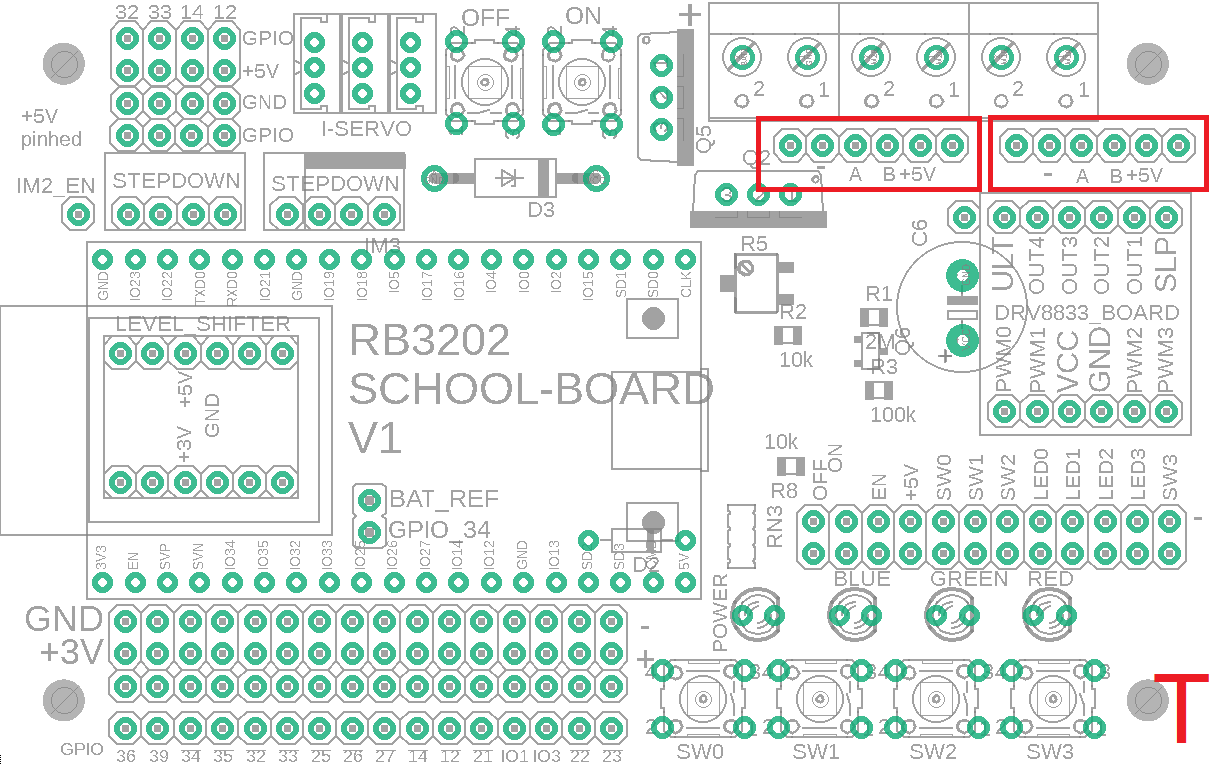 32 33 14 12
OFF
ON
+
GPIO
+5V
GND
GPIO
+5V
pinhed
I-SERVO
2 1 2 1 2 1
Q5
Q2
- A B +5V
- A B +5V
IM2_EN
STEPDOWN
STEPDOWN
D3
IM3
R5
C6
ULT OUT4 OUT3 OUT2 OUT1 SLP
GND IO23 IO22 TXD0 RXD0 IO21 GND IO19 IO18 IO5 IO17 IO16 IO4 IO0 IO2 IO15 SD1 SD0 CLK
LEVEL_SHIFTER
RB3202
SCHOOL-BOARD
V1
R1
R2
10k
2M
Q6
R3
100k
+
DRV8833_BOARD
PWM0 PWM1 VCC GND PWM2 PWM3
+5V
GND
+3V
10k
R8
OFF
ON
EN +5V SW0 SW1 SW2 LED0 LED1 LED2 LED3 SW3
-
BAT_REF
GPIO_34
RN3
3V3 EN SVP SVN IO34 IO35 IO32 IO33 IO25 IO26 IO27 IO14 IO12 GND IO13 SD2 SD3 5V
BLUE GREEN RED
POWER
GND
-
+3V
+
T
GPIO
36 39 34 35 32 33 25 26 27 14 12 21 IO1 IO3 22 23
SW0 SW1 SW2 SW3